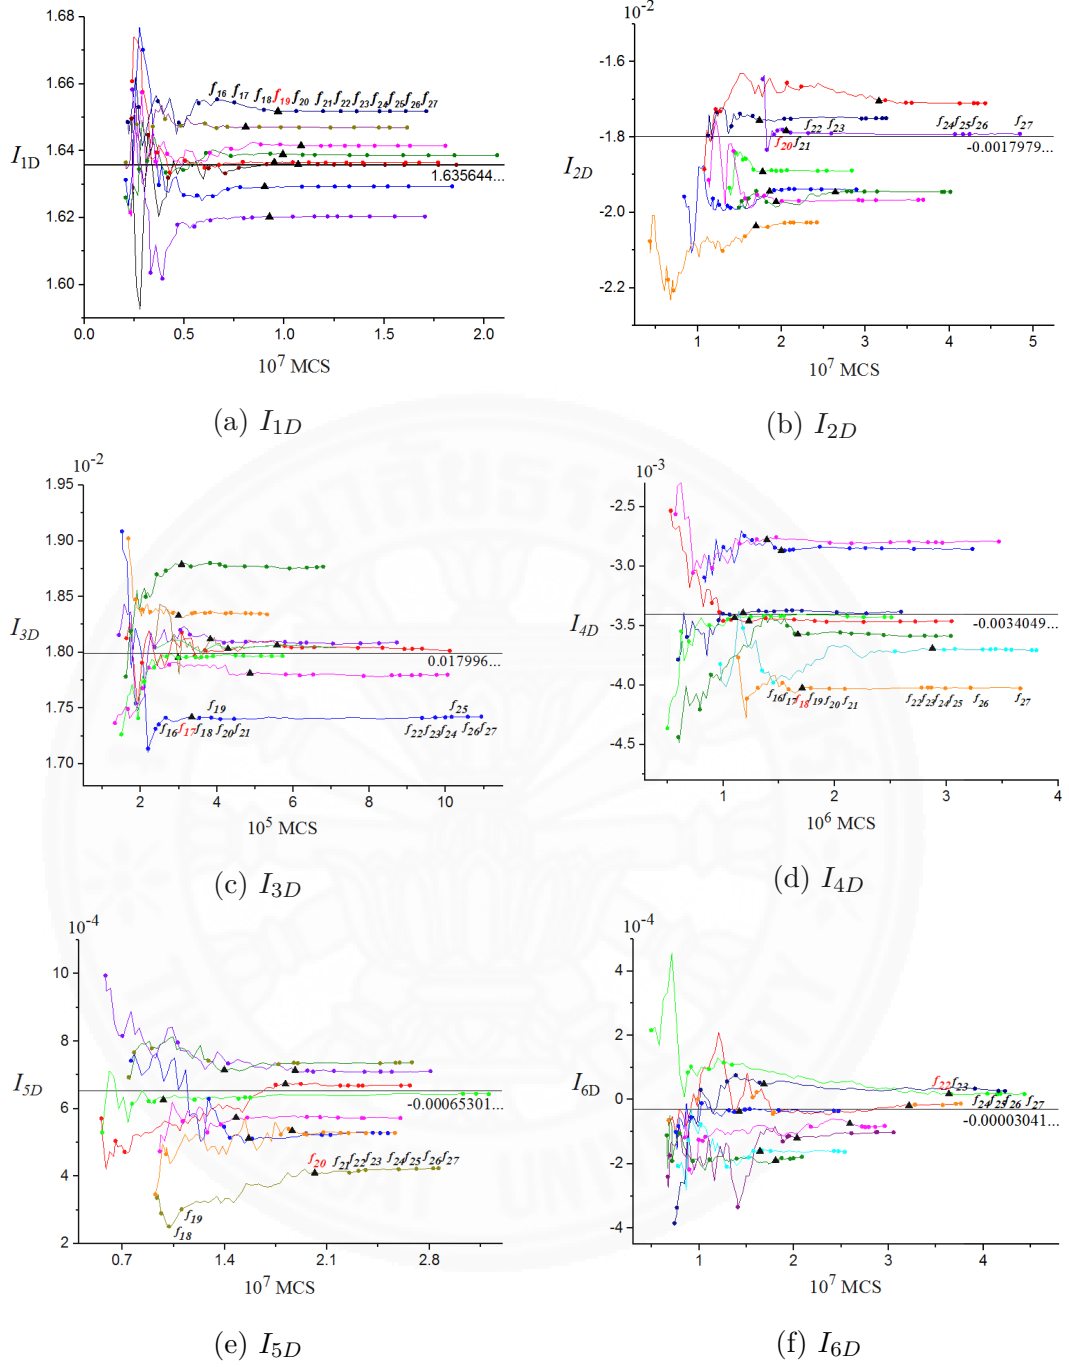 1.68
1.66
1.64
1.62
1.60
I1D
f16 f17 f18 f19 f20 f21 f22 f23 f24 f25 f26 f27
1.635644...
0.0 0.5 1.0 1.5 2.0
10^7 MCS
(a) I1D
10^-2
-1.6
-1.8
-2.0
-2.2
I2D
f22 f23 f24 f25 f26 f27
f20 f21
-0.0017979...
1 2 3 4 5
10^7 MCS
(b) I2D
10^-2
1.95
1.90
1.85
1.80
1.75
1.70
I3D
0.017996...
f19 f25
f16 f17 f18 f20 f21 f22 f23 f24 f26 f27
2 4 6 8 10
10^5 MCS
(c) I3D
10^-3
-2.5
-3.0
-3.5
-4.0
-4.5
I4D
-0.0034049...
f16 f17 f18 f19 f20 f21 f22 f23 f24 f25 f26 f27
1 2 3 4
10^6 MCS
(d) I4D
10^-4
10
8
6
4
2
I5D
-0.00065301...
f20 f21 f22 f23 f24 f25 f26 f27
f19
f18
0.7 1.4 2.1 2.8
10^7 MCS
(e) I5D
10^-4
4
2
0
-2
-4
I6D
f22 f23
f24 f25 f26 f27
-0.00003041...
1 2 3 4
10^7 MCS
(f) I6D